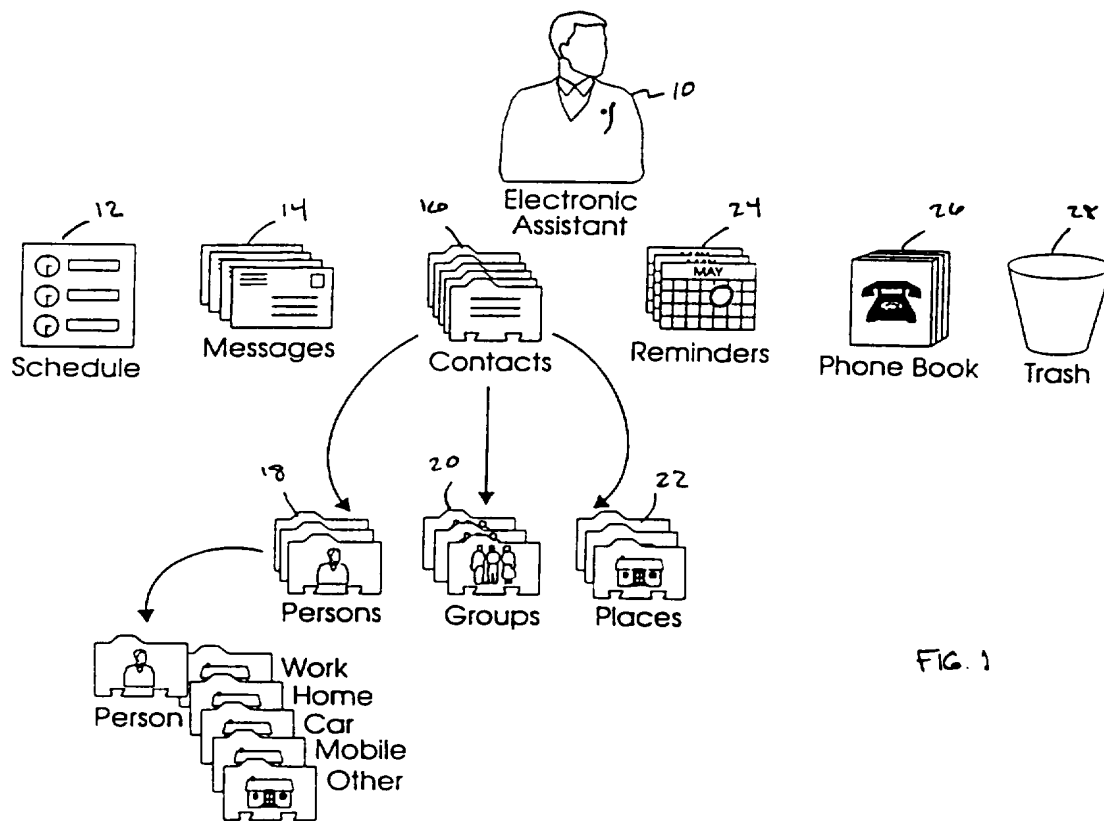 10
Electronic
Assistant
12
14
16
24
26
28
MAY
Schedule
Messages
Contacts
Reminders
Phone Book
Trash
18
20
22
Persons
Groups
Places
Person
Work
Home
Car
Mobile
Other
FIG. 1